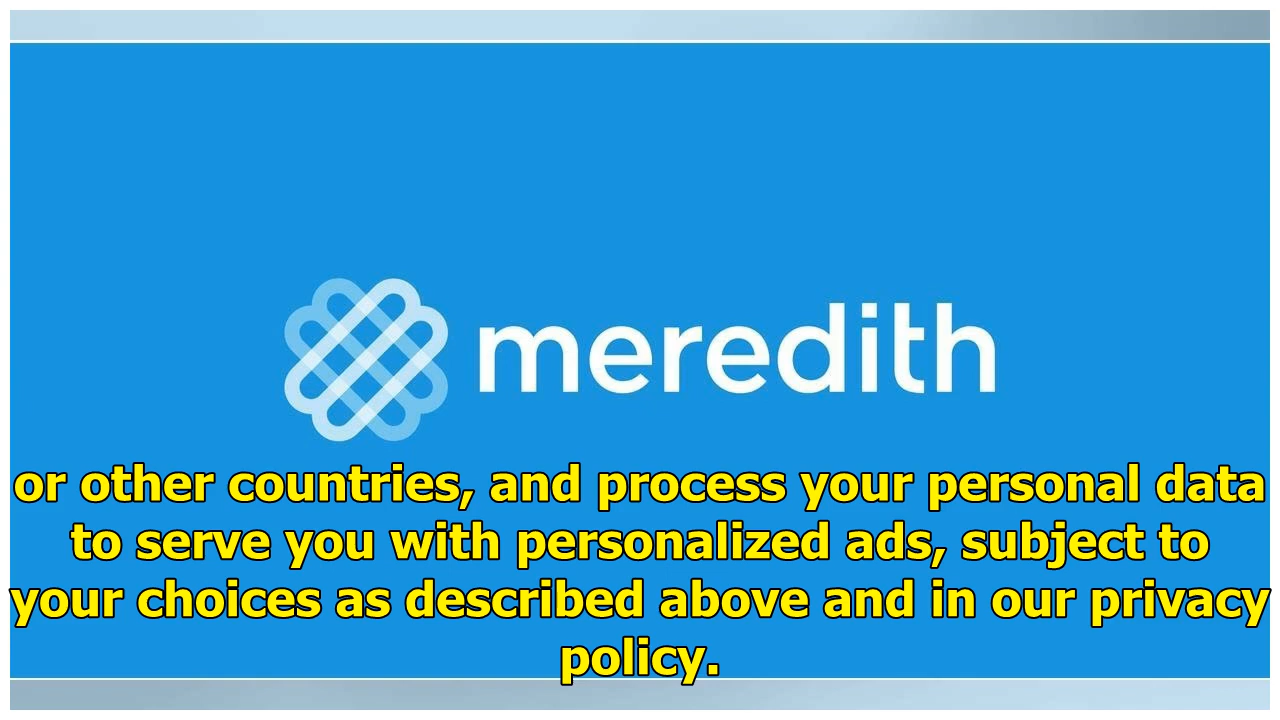 meredith
or other countries, and process your personal data
to serve you with personalized ads, subject to
your choices as described above and in our privacy
policy.